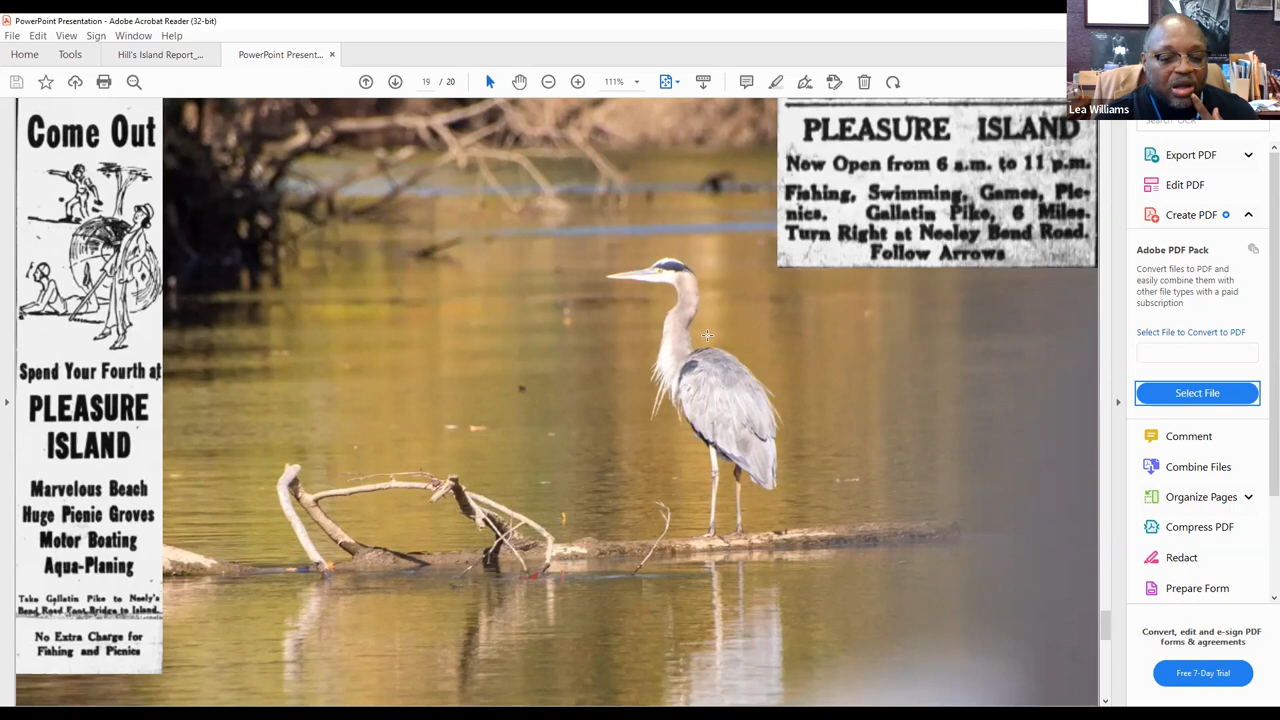 PowerPoint Presentation - Adobe Acrobat Reader (32-bit)
File Edit View Sign Window Help
Home Tools Hill's Island Report_... PowerPoint Present... ×
19 / 20 111%
Lea Williams
Come Out
Spend Your Fourth at
PLEASURE
ISLAND
Marvelous Beach
Huge Picnic Groves
Motor Boating
Aqua-Planing
Take Gallatin Pike to Neely's
Bend Road Foot Bridge to Island.
No Extra Charge for
Fishing and Picnics
PLEASURE ISLAND
Now Open from 6 a.m. to 11 p.m.
Fishing, Swimming, Games, Pic-
nics. Gallatin Pike, 6 Miles.
Turn Right at Neeley Bend Road.
Follow Arrows
Export PDF
Edit PDF
Create PDF
Adobe PDF Pack
Convert files to PDF and
easily combine them with
other file types with a paid
subscription
Select File to Convert to PDF
Select File
Comment
Combine Files
Organize Pages
Compress PDF
Redact
Prepare Form
Convert, edit and e-sign PDF
forms & agreements
Free 7-Day Trial